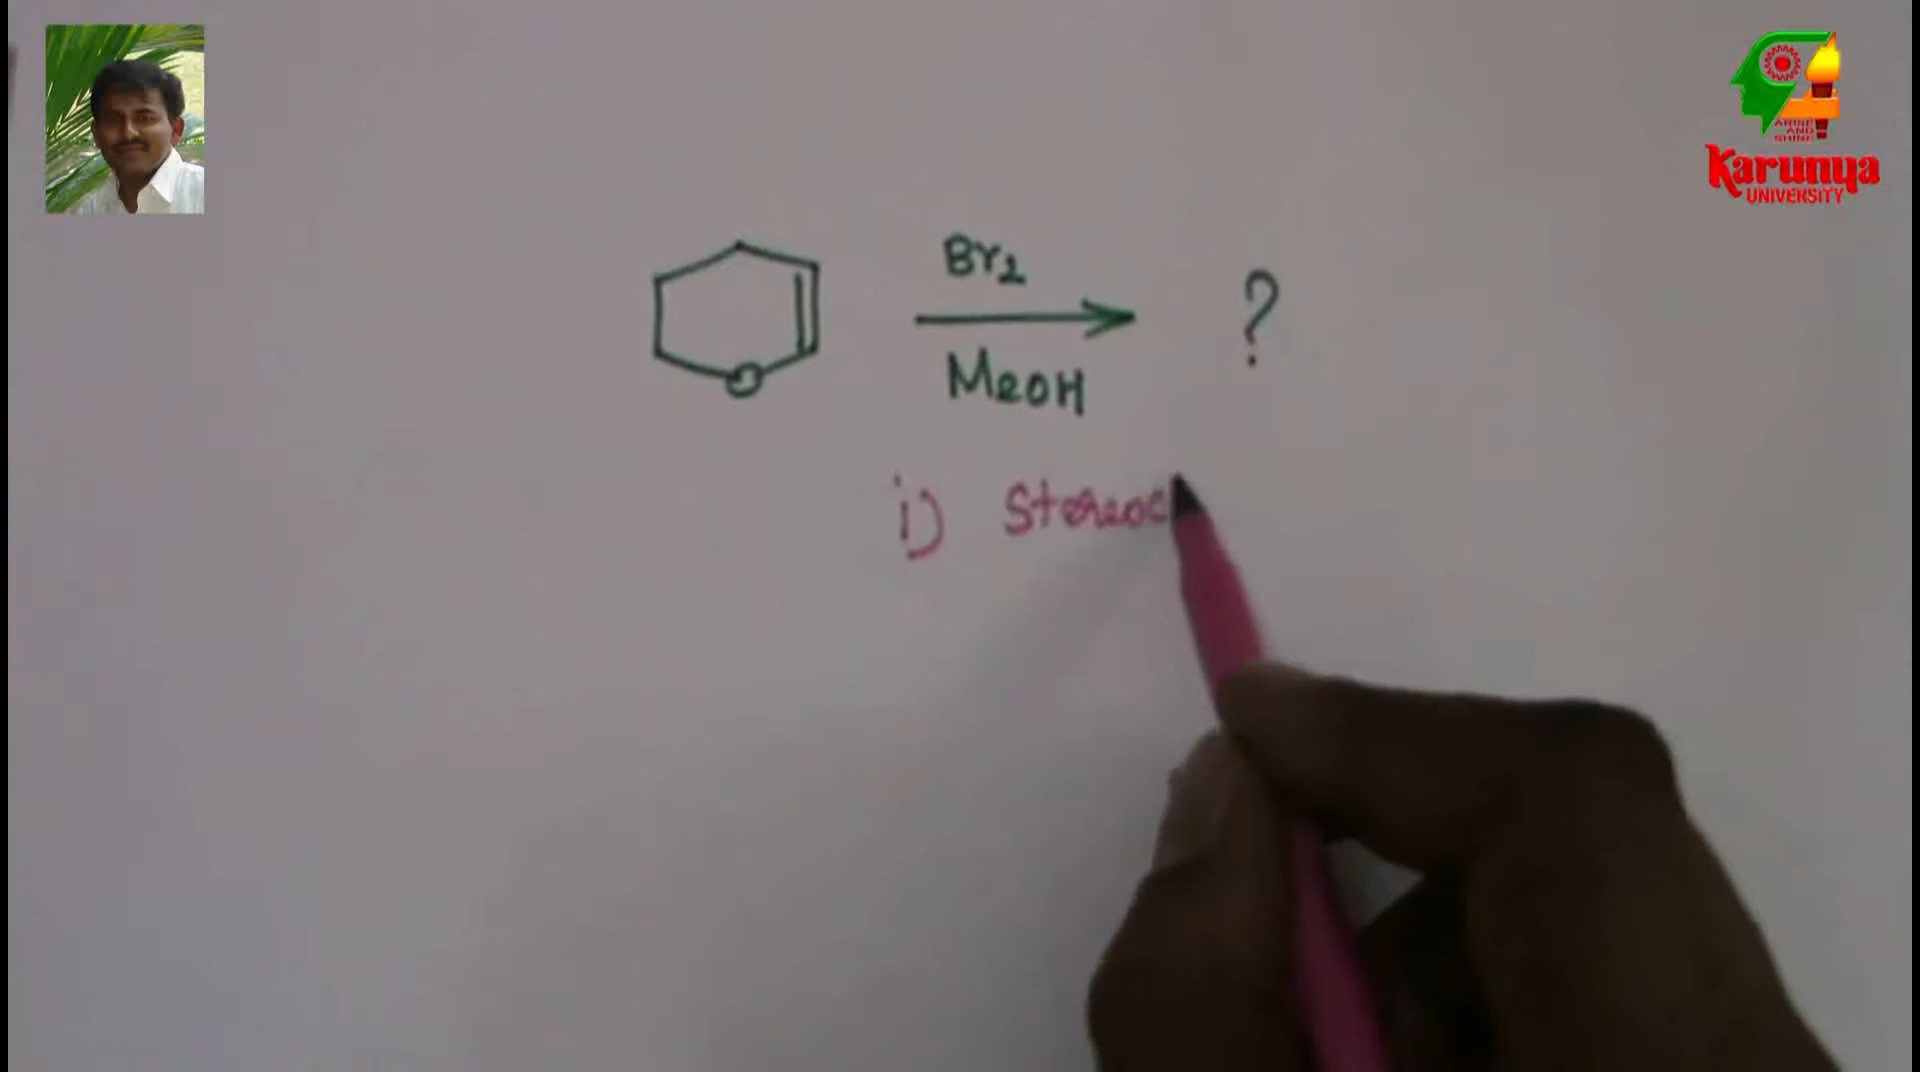 ARISE
AND
SHINE
Karunya
UNIVERSITY
Br2
MeOH
?
i) Stereoc